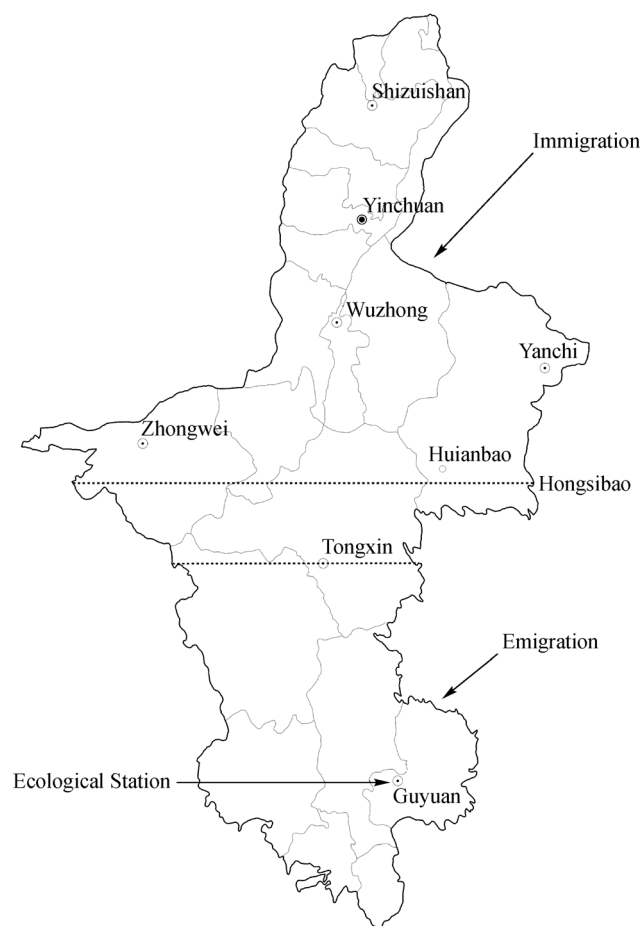 Shizuishan
Immigration
Yinchuan
Wuzhong
Yanchi
Zhongwei
Huianbao
Hongsibao
Tongxin
Emigration
Ecological Station
Guyuan